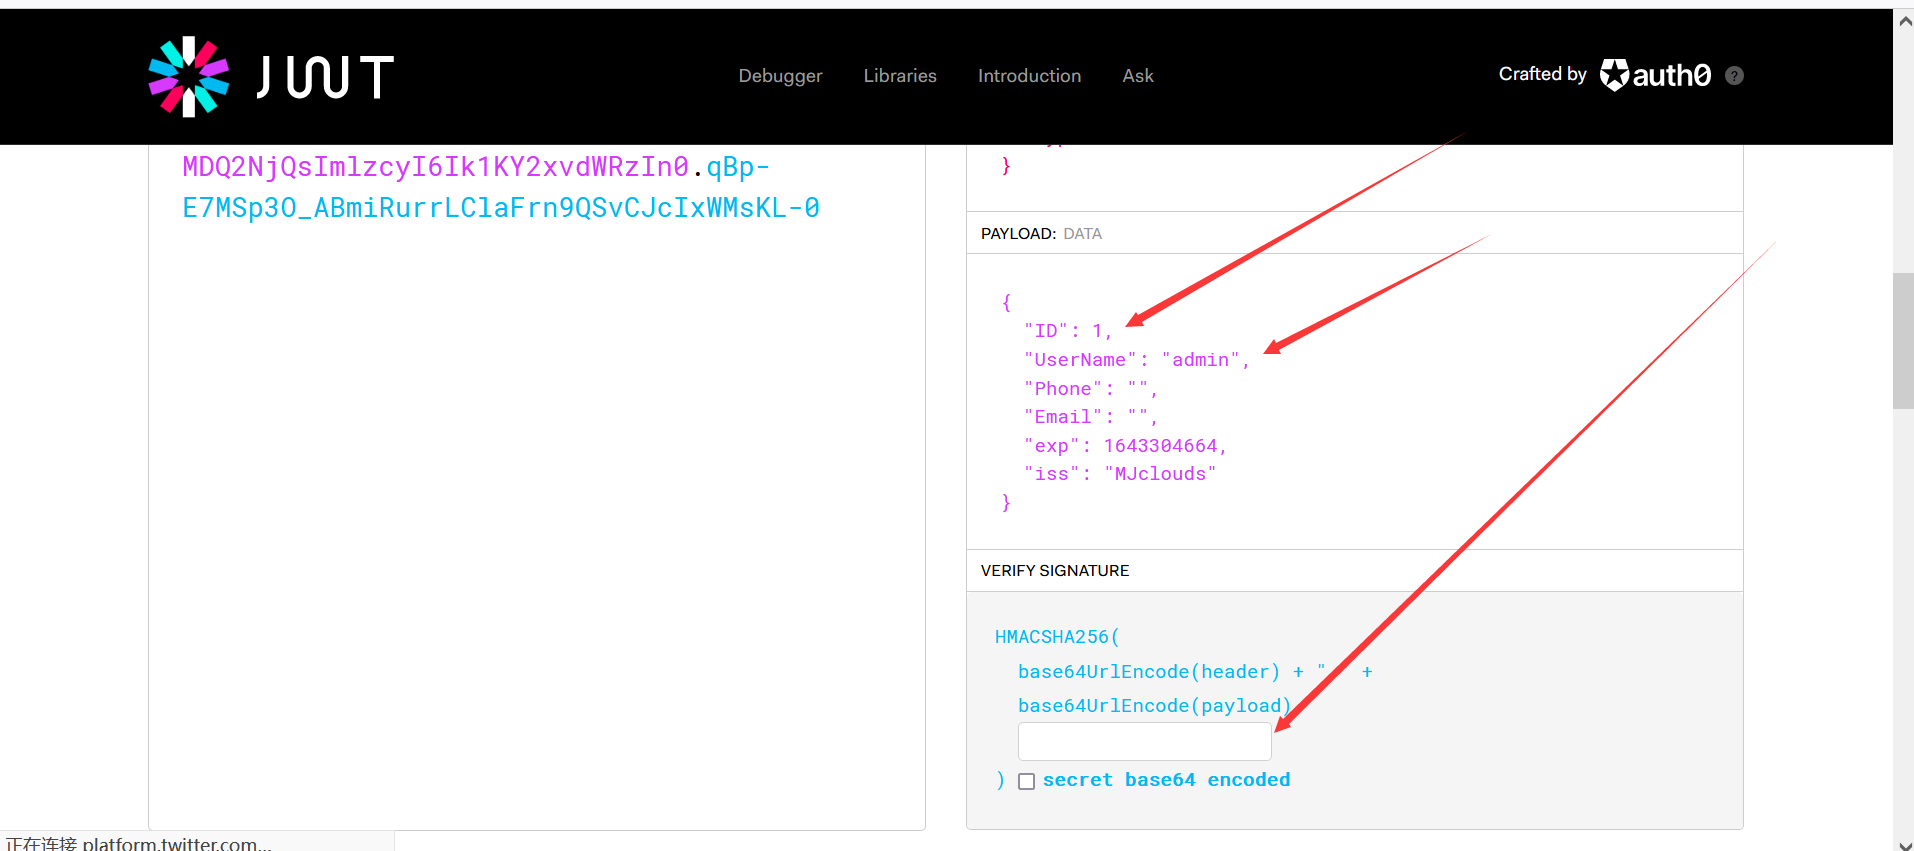 JWT
Debugger
Libraries
Introduction
Ask
Crafted by auth0 ?
MDQ2NjQsImlzcyI6Ik1KY2xvdWRzIn0.qBp-
E7MSp3O_ABmiRurrLClaFrn9QSvCJcIxWMsKL-0
}
PAYLOAD: DATA
{
"ID": 1,
"UserName": "admin",
"Phone": "",
"Email": "",
"exp": 1643304664,
"iss": "MJclouds"
}
VERIFY SIGNATURE
HMACSHA256(
base64UrlEncode(header) + " +
base64UrlEncode(payload)
) secret base64 encoded
正在连接 platform.twitter.com...